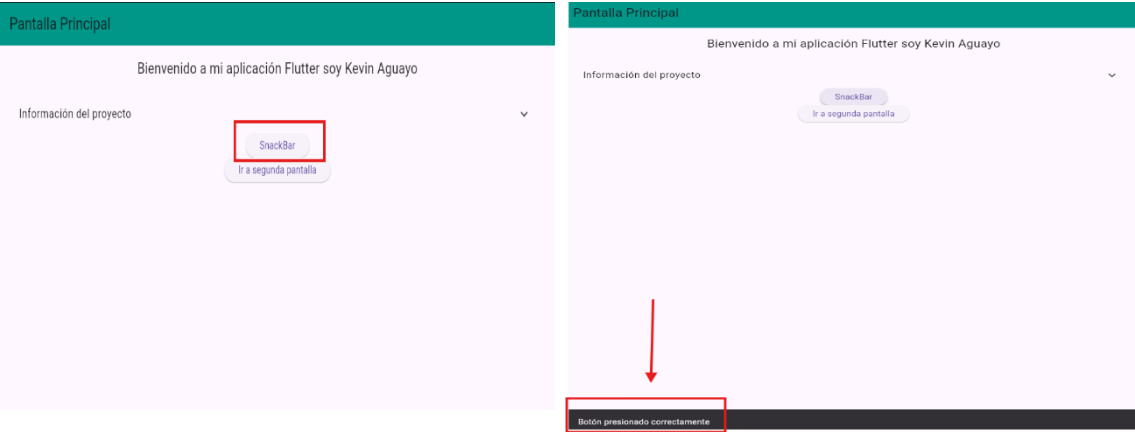 Pantalla Principal
Bienvenido a mi aplicación Flutter soy Kevin Aguayo
Información del proyecto
SnackBar
Ir a segunda pantalla
Pantalla Principal
Bienvenido a mi aplicación Flutter soy Kevin Aguayo
Información del proyecto
SnackBar
Ir a segunda pantalla
Botón presionado correctamente